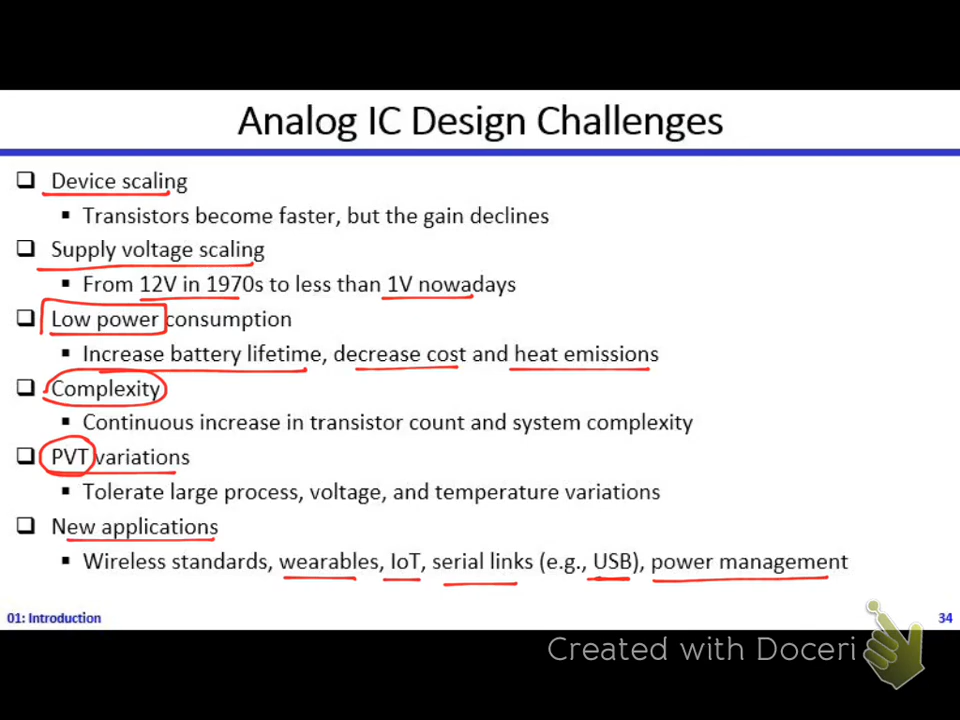 Analog IC Design Challenges
❑ Device scaling
▪ Transistors become faster, but the gain declines
❑ Supply voltage scaling
▪ From 12V in 1970s to less than 1V nowadays
❑ Low power consumption
▪ Increase battery lifetime, decrease cost and heat emissions
❑ Complexity
▪ Continuous increase in transistor count and system complexity
❑ PVT variations
▪ Tolerate large process, voltage, and temperature variations
❑ New applications
▪ Wireless standards, wearables, IoT, serial links (e.g., USB), power management
01: Introduction 34
Created with Doceri